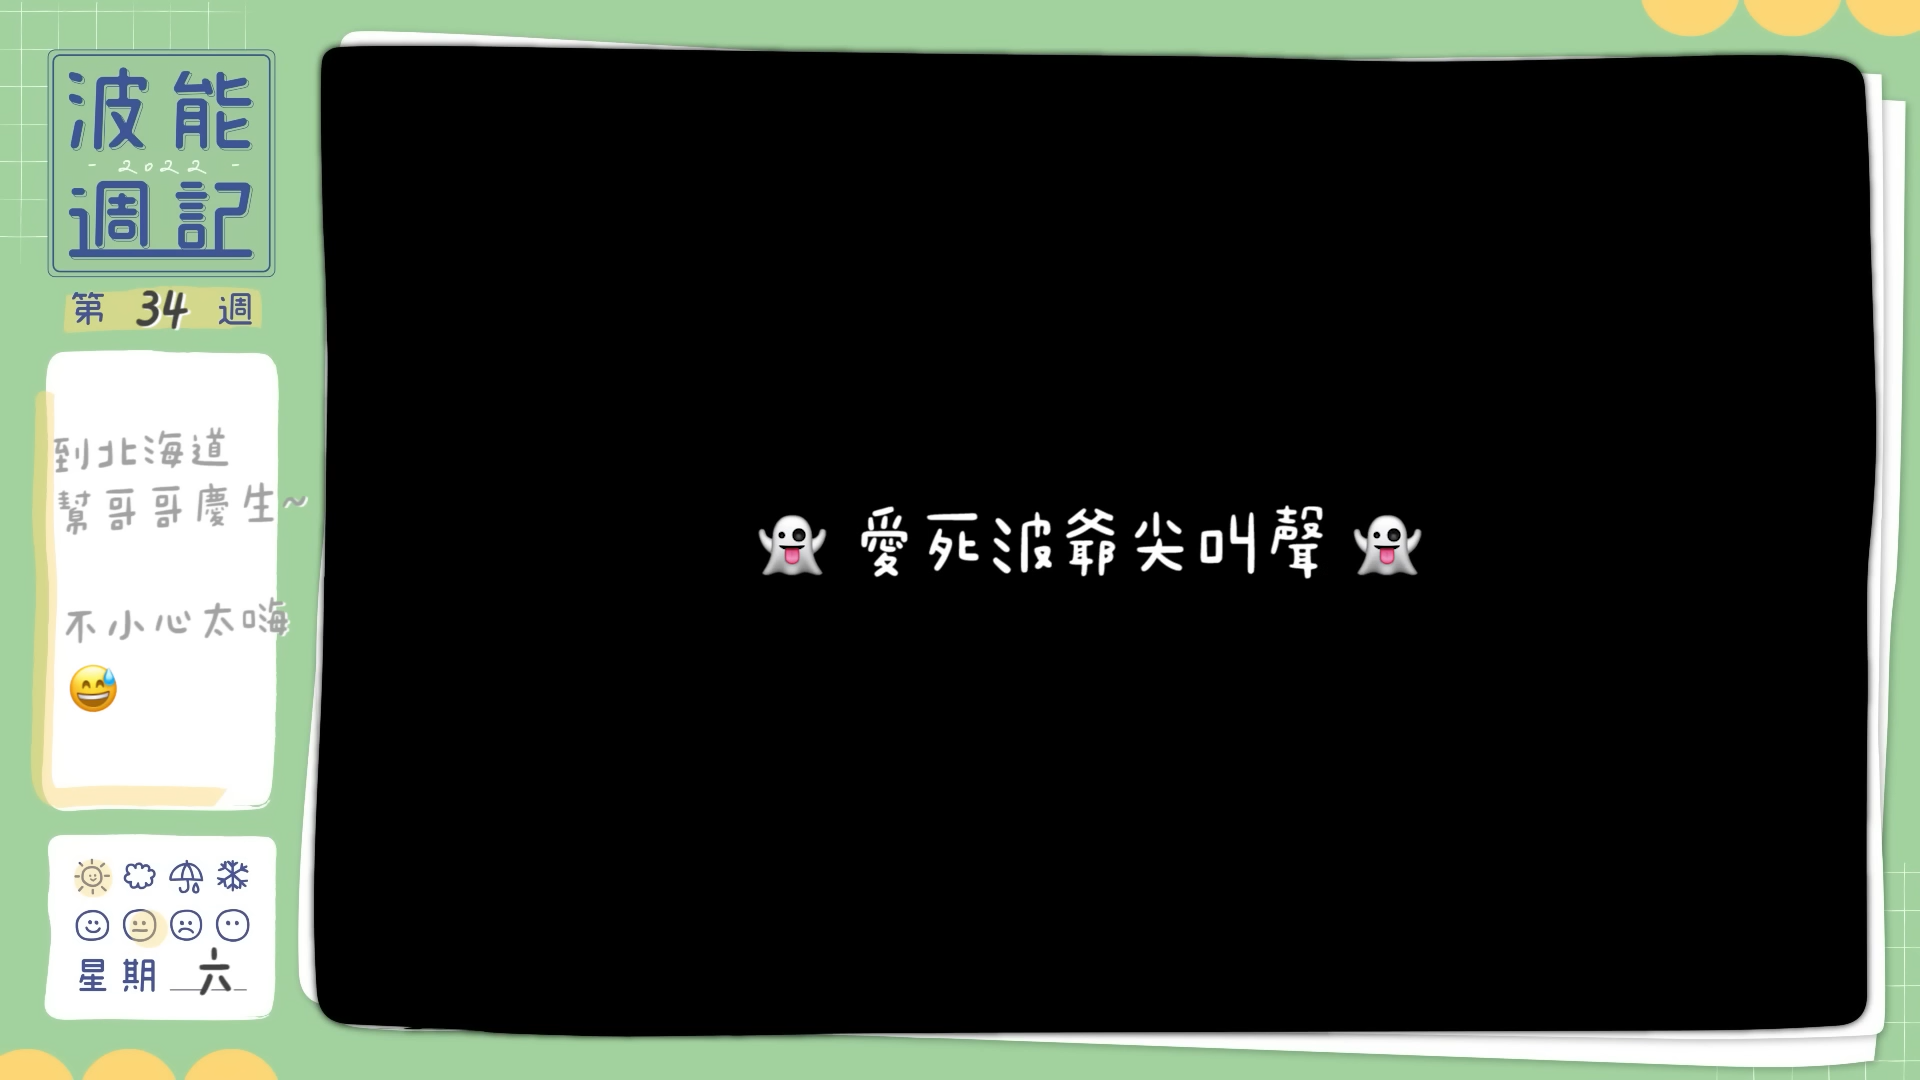 波能
- 2022 -
週記
第 34 週
到北海道
幫哥哥慶生~
不小心太嗨
😅
星期 六
👻 愛死波爺尖叫聲 👻